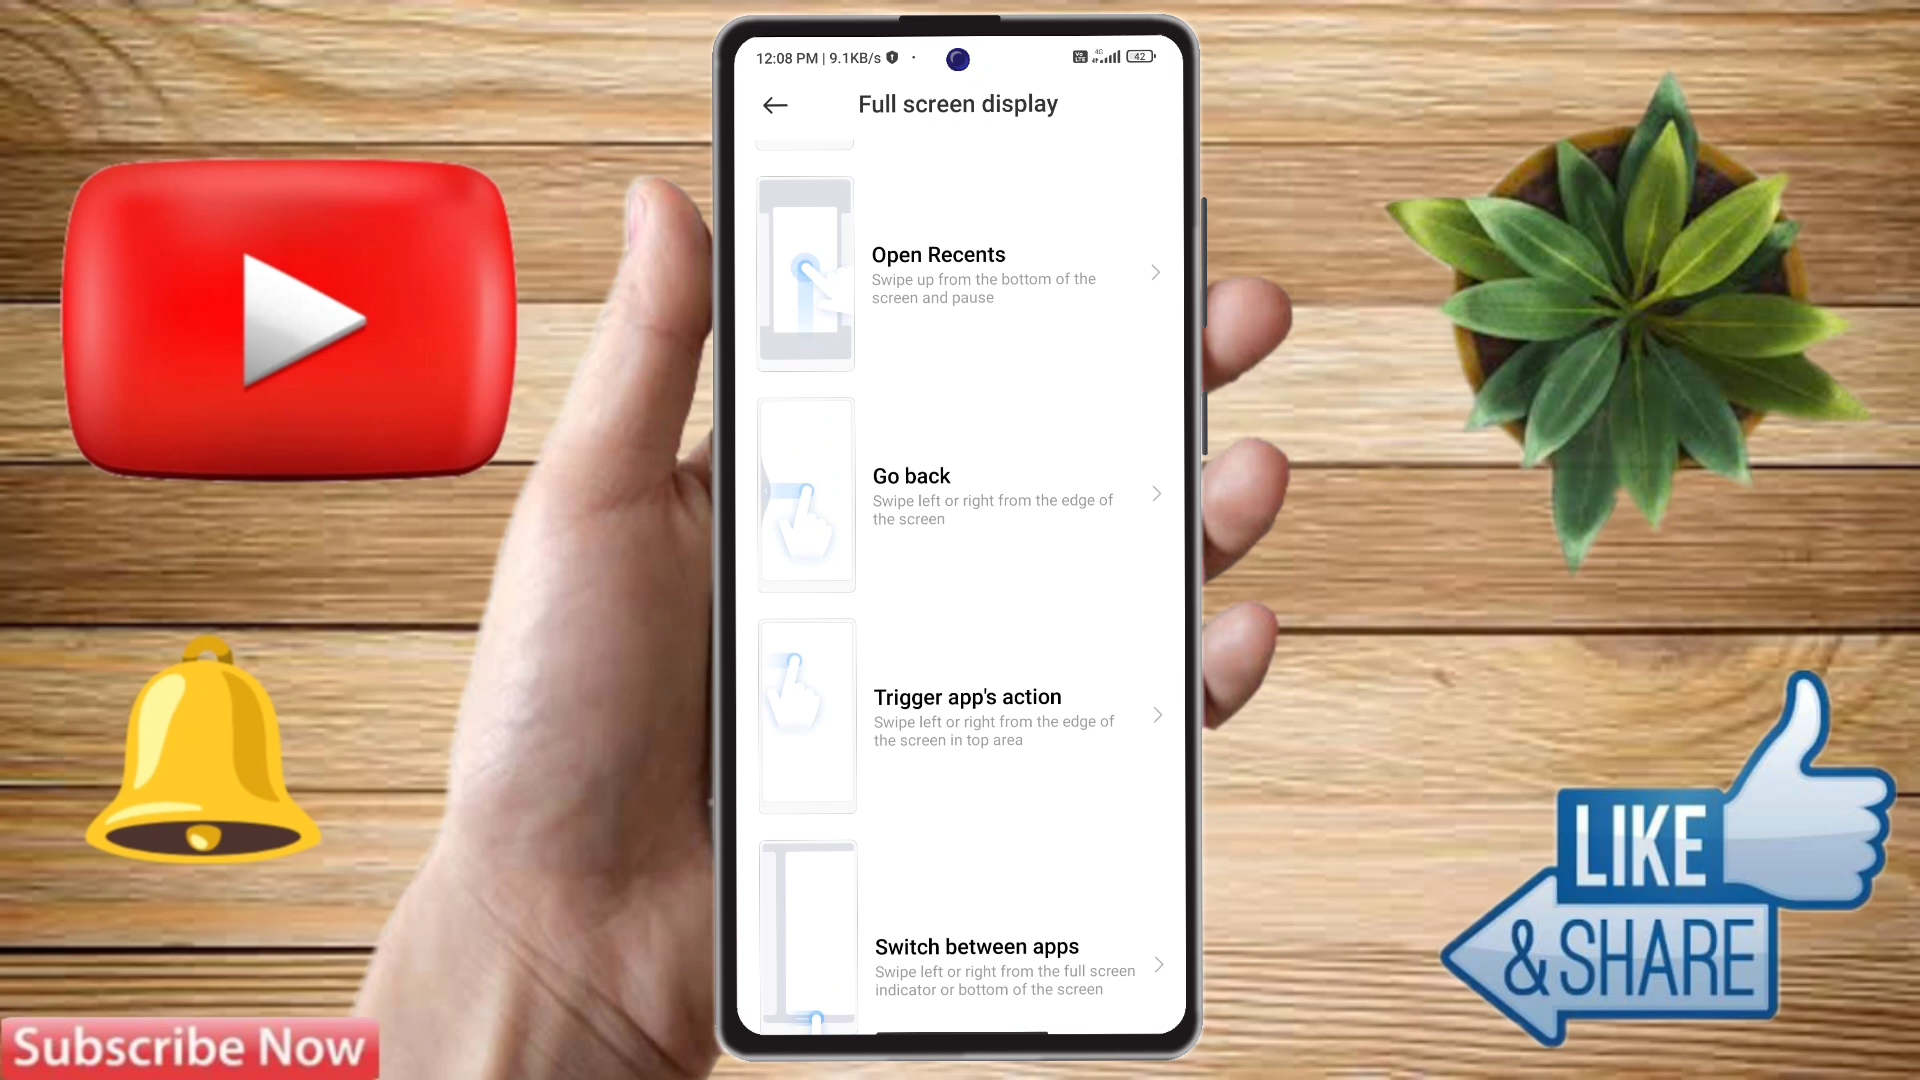 12:08 PM | 9.1KB/s
Vo
LTE
4G
42
Full screen display
Open Recents
Swipe up from the bottom of the
screen and pause
Go back
Swipe left or right from the edge of
the screen
Trigger app's action
Swipe left or right from the edge of
the screen in top area
Switch between apps
Swipe left or right from the full screen
indicator or bottom of the screen
LIKE
& SHARE
Subscribe Now